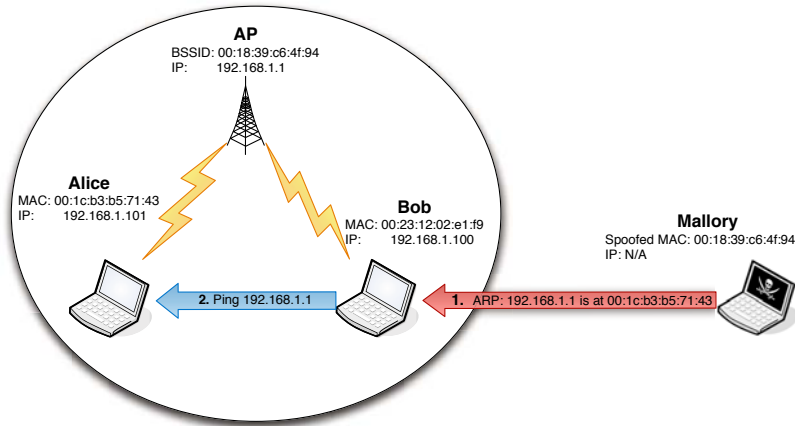 AP
BSSID: 00:18:39:c6:4f:94
IP: 192.168.1.1
Alice
MAC: 00:1c:b3:b5:71:43
IP: 192.168.1.101
Bob
MAC: 00:23:12:02:e1:f9
IP: 192.168.1.100
Mallory
Spoofed MAC: 00:18:39:c6:4f:94
IP: N/A
2. Ping 192.168.1.1
1. ARP: 192.168.1.1 is at 00:1c:b3:b5:71:43